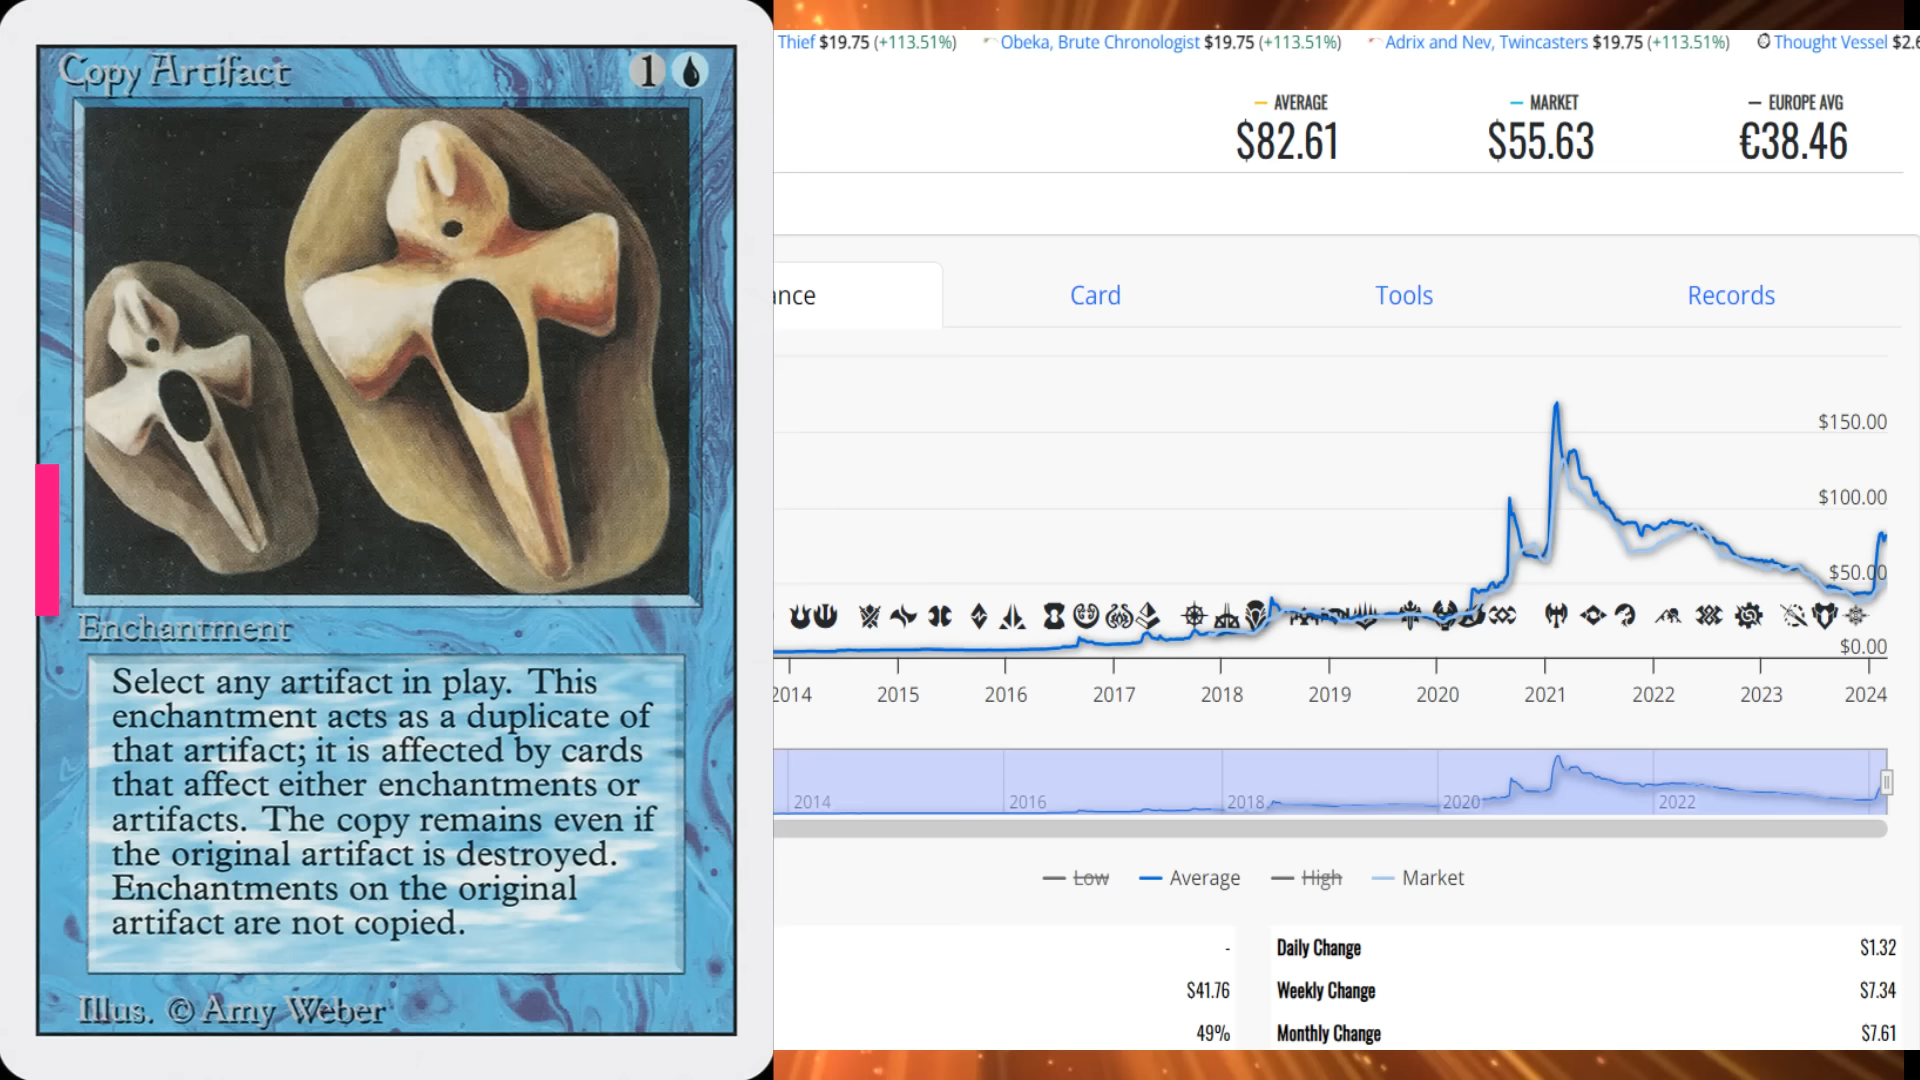 Copy Artifact 1
Enchantment
Select any artifact in play. This
enchantment acts as a duplicate of
that artifact; it is affected by cards
that affect either enchantments or
artifacts. The copy remains even if
the original artifact is destroyed.
Enchantments on the original
artifact are not copied.
Illus. © Amy Weber
Thief $19.75 (+113.51%) Obeka, Brute Chronologist $19.75 (+113.51%) Adrix and Nev, Twincasters $19.75 (+113.51%) Thought Vessel $2.6
AVERAGE MARKET EUROPE AVG
$82.61 $55.63 €38.46
ance Card Tools Records
$150.00
$100.00
$50.00
$0.00
2014 2015 2016 2017 2018 2019 2020 2021 2022 2023 2024
2014 2016 2018 2020 2022
Low Average High Market
- Daily Change $1.32
$41.76 Weekly Change $7.34
49% Monthly Change $7.61